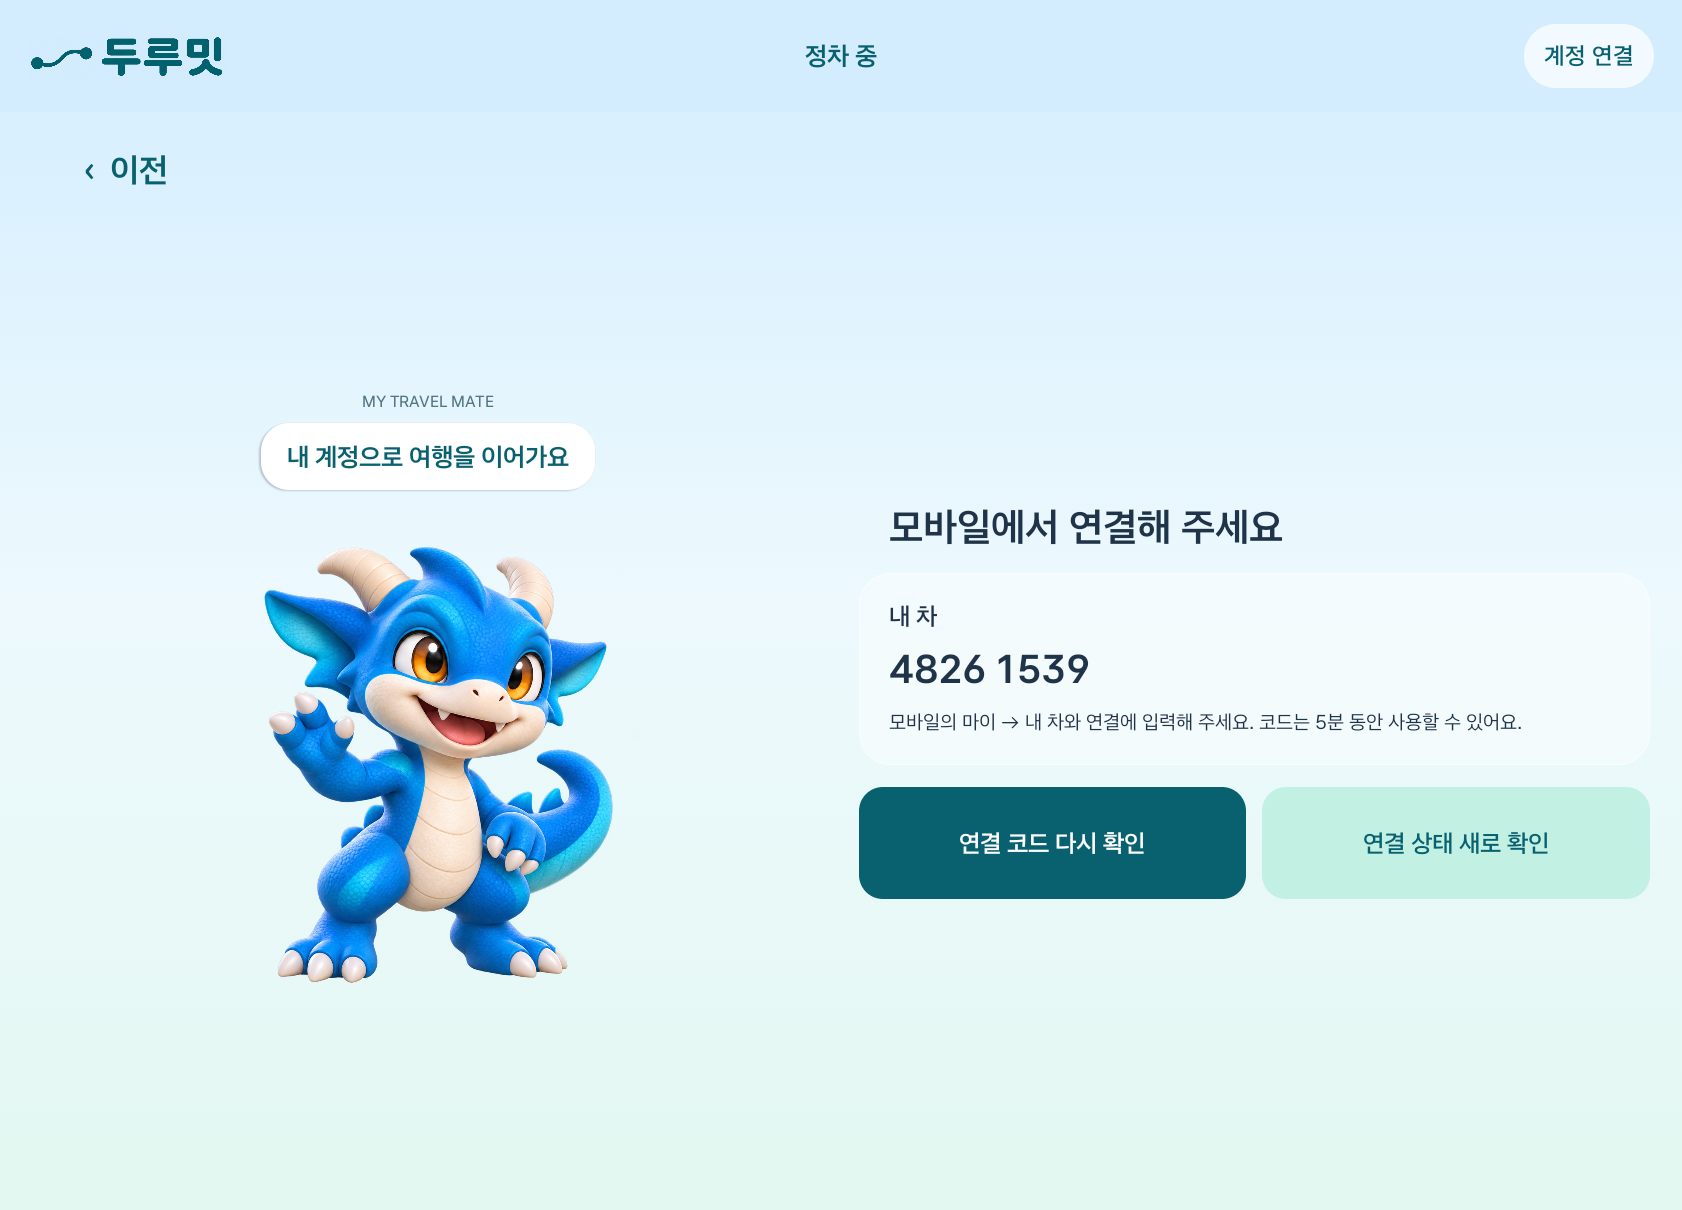 두루밋
정차 중
계정 연결
‹ 이전
MY TRAVEL MATE
내 계정으로 여행을 이어가요
모바일에서 연결해 주세요
내 차
4826 1539
모바일의 마이 → 내 차와 연결에 입력해 주세요. 코드는 5분 동안 사용할 수 있어요.
연결 코드 다시 확인
연결 상태 새로 확인